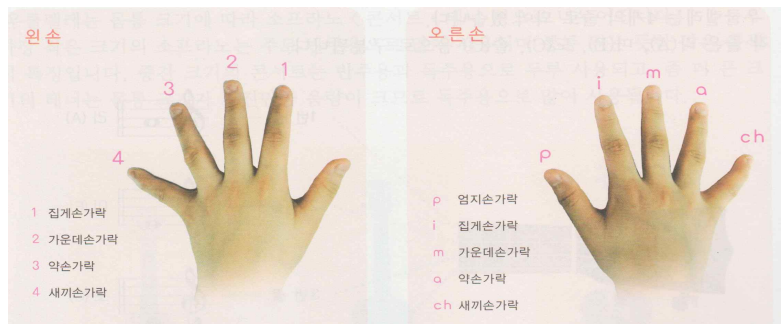 왼손
1
2
3
4
1 집게손가락
2 가운데손가락
3 약손가락
4 새끼손가락
오른손
p
i
m
a
ch
p 엄지손가락
i 집게손가락
m 가운데손가락
a 약손가락
ch 새끼손가락